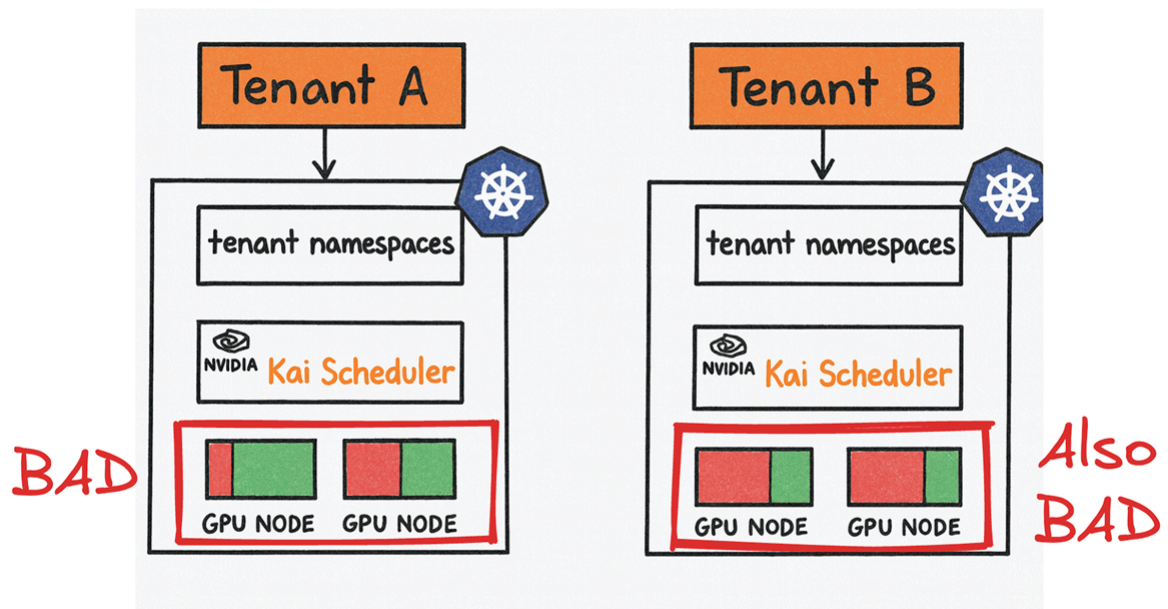 Tenant A
tenant namespaces
NVIDIA Kai Scheduler
BAD
GPU NODE GPU NODE
Tenant B
tenant namespaces
NVIDIA Kai Scheduler
GPU NODE GPU NODE
Also
BAD